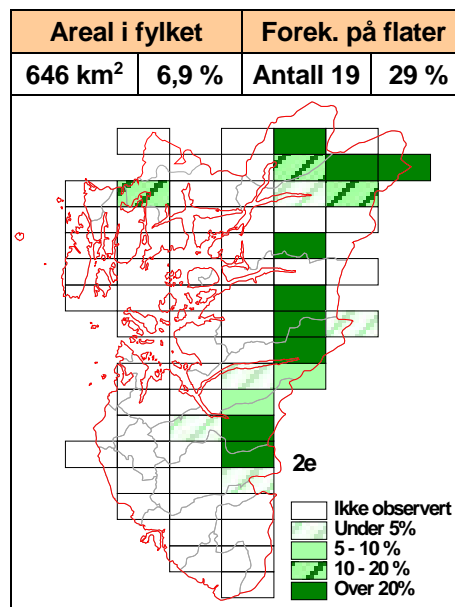 Areal i fylket Forek. på flater
646 km² 6,9 % Antall 19 29 %
2e
Ikke observert
Under 5%
5 - 10 %
10 - 20 %
Over 20%